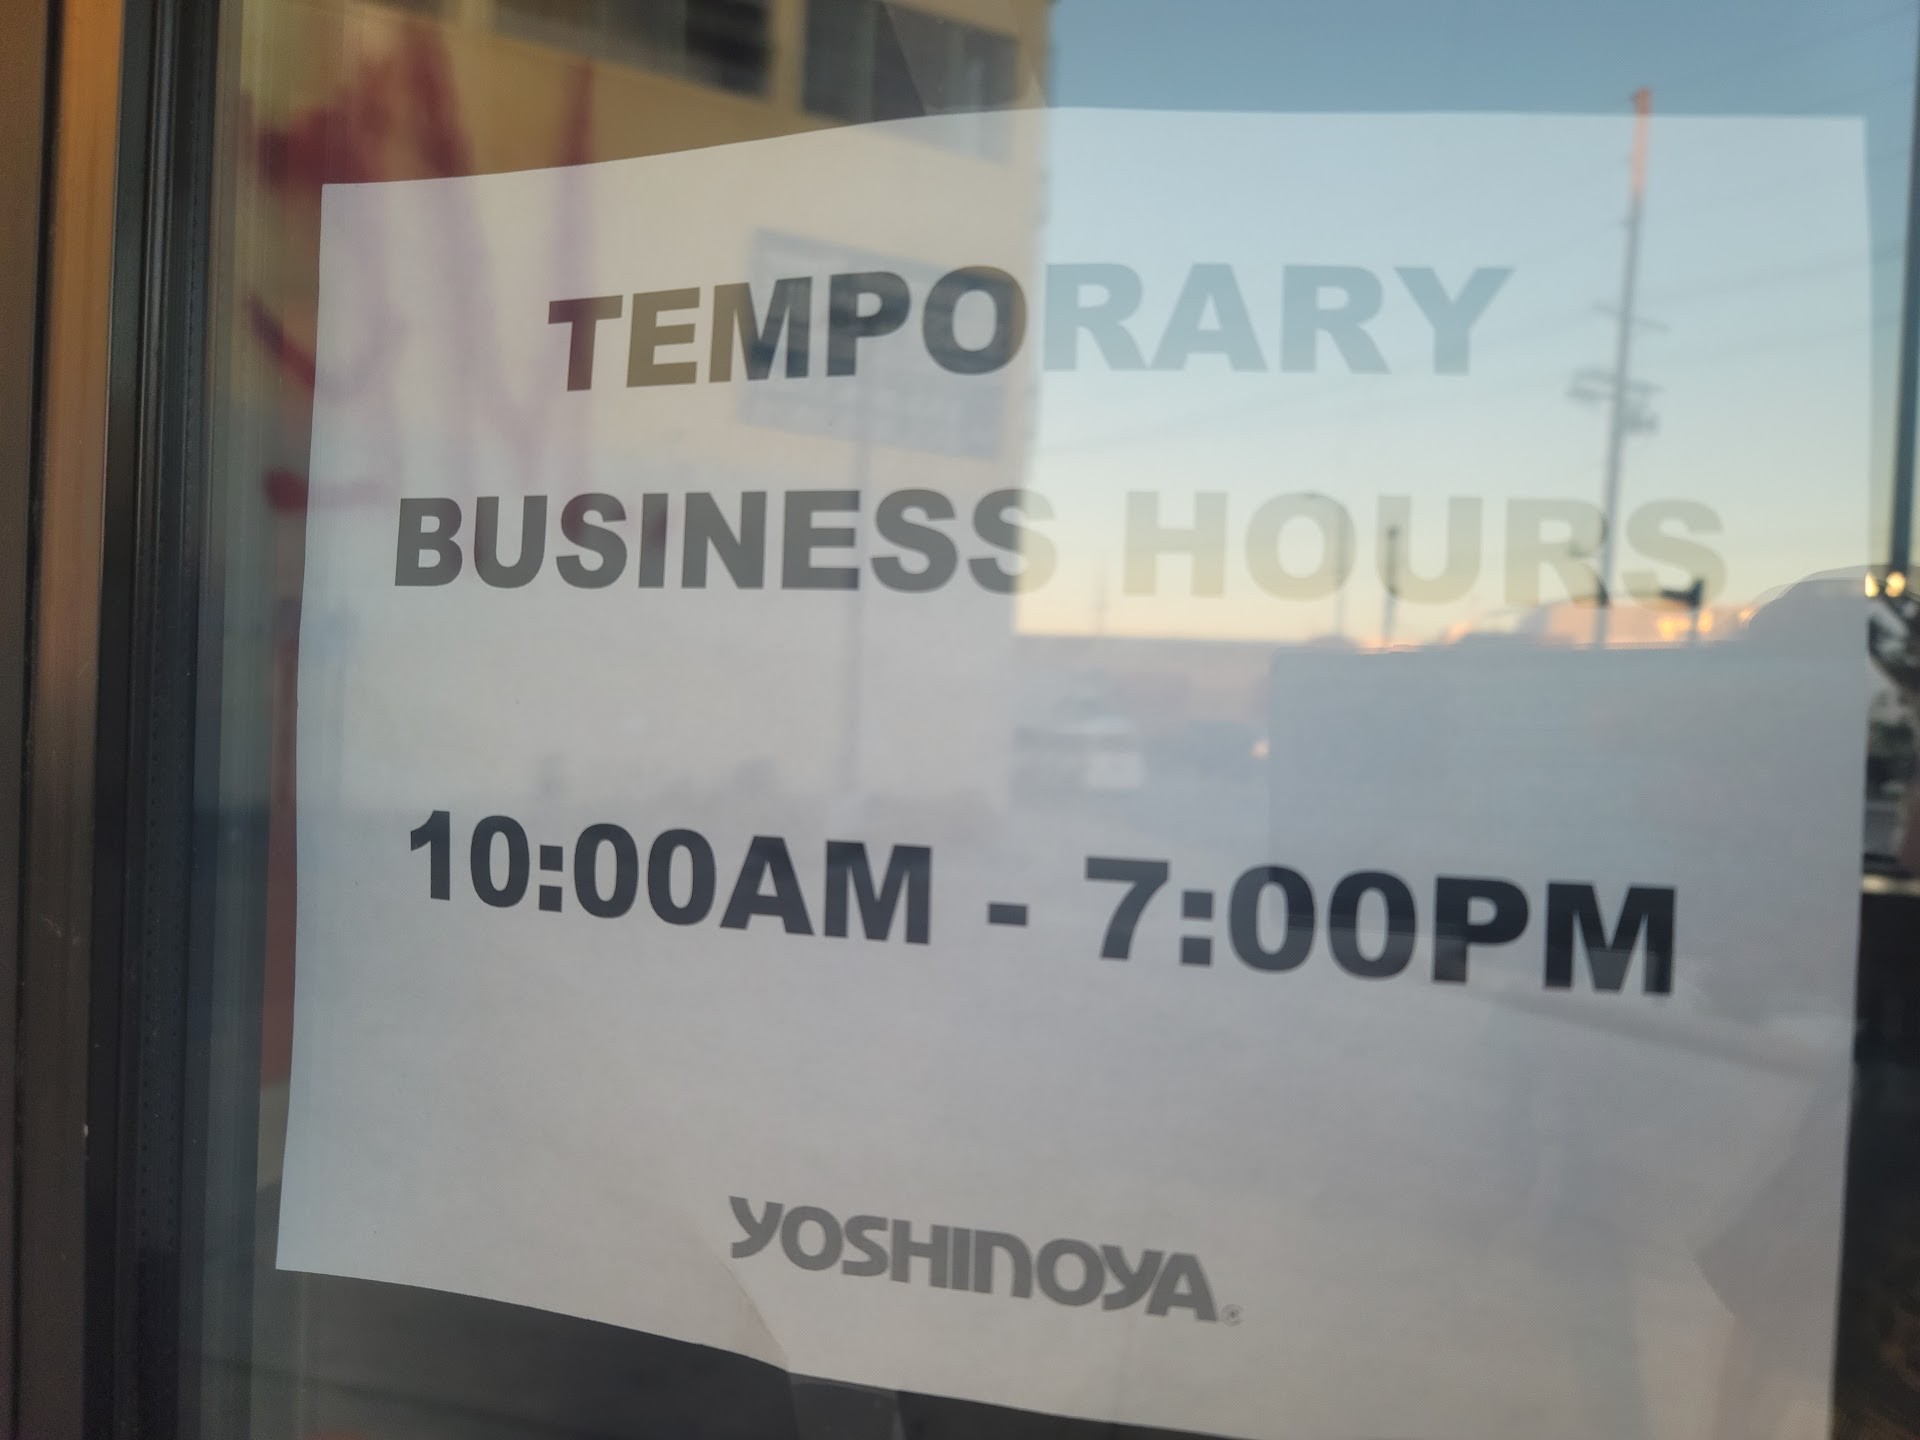 TEMPORARY
BUSINESS HOURS
10:00AM - 7:00PM
YOSHINOYA®